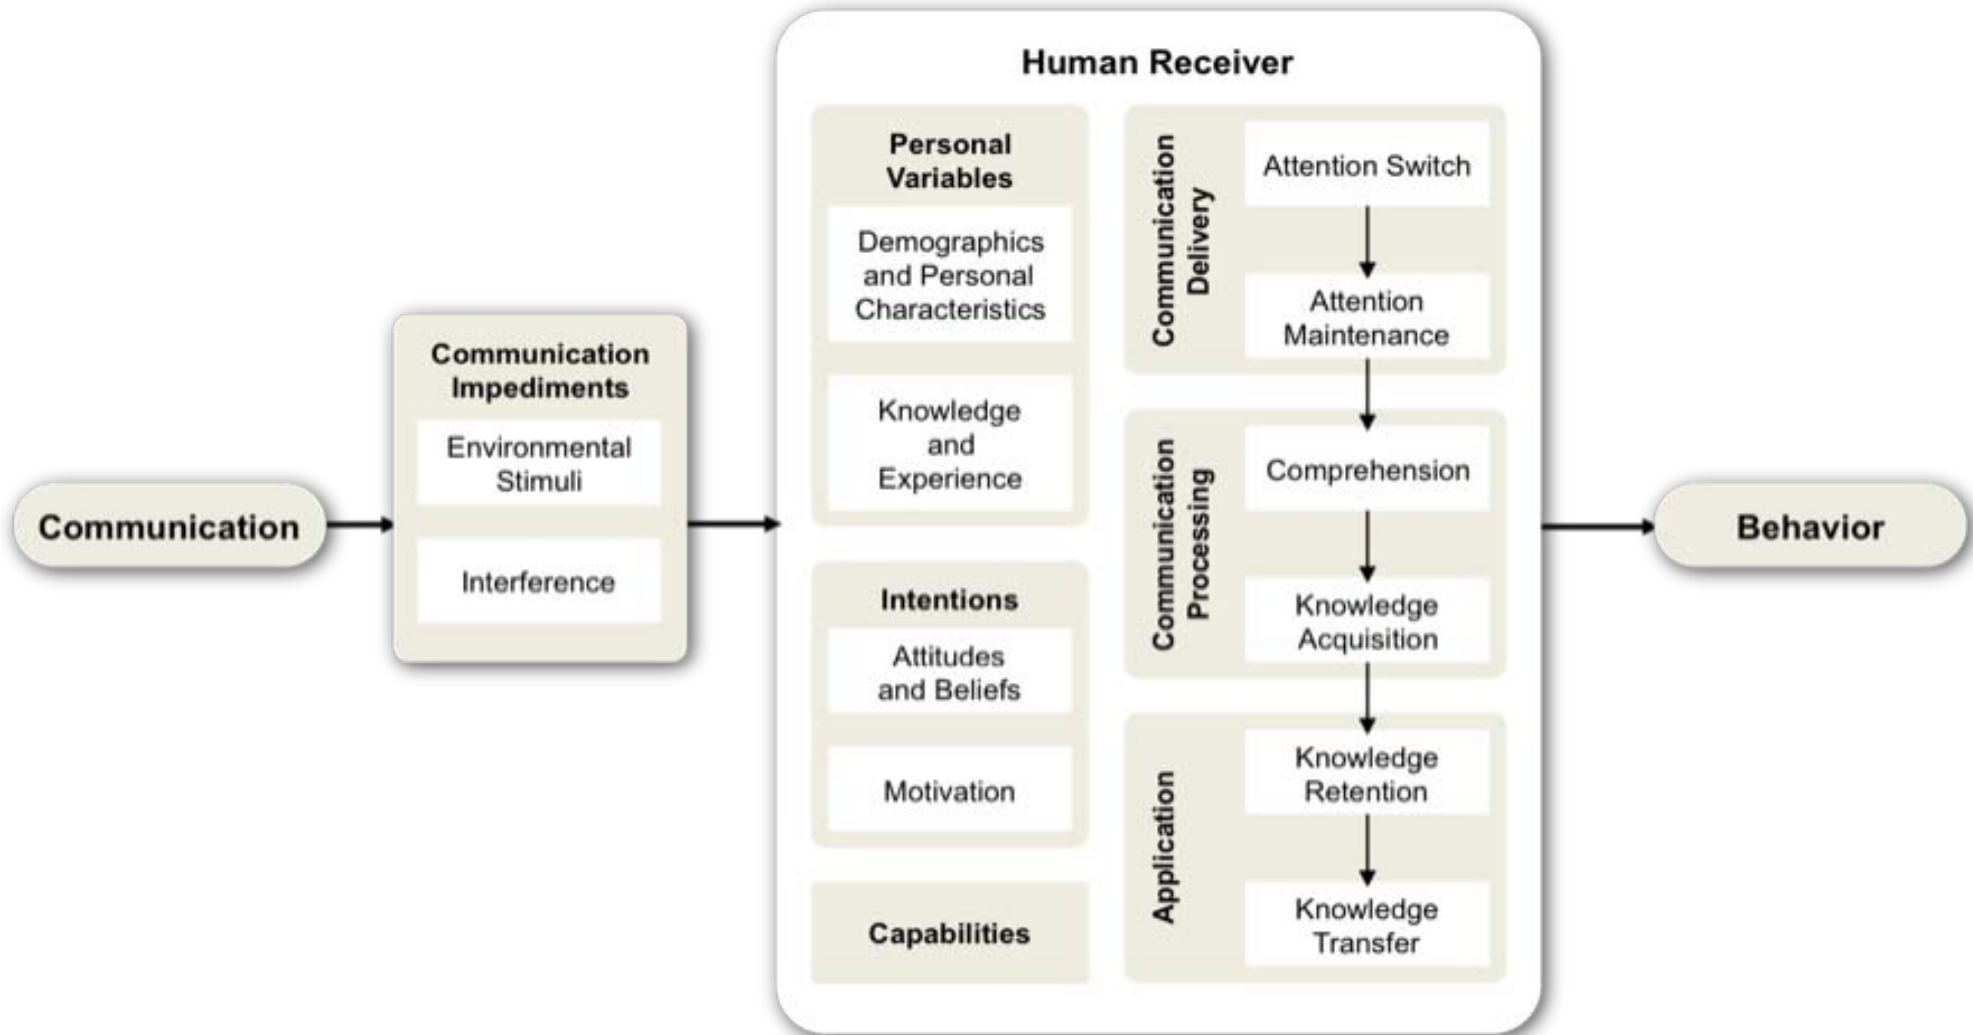 Human Receiver
Communication
Communication
Impediments
Environmental
Stimuli
Interference
Personal
Variables
Demographics
and Personal
Characteristics
Knowledge
and
Experience
Intentions
Attitudes
and Beliefs
Motivation
Capabilities
Communication
Delivery
Attention Switch
Attention
Maintenance
Communication
Processing
Comprehension
Knowledge
Acquisition
Application
Knowledge
Retention
Knowledge
Transfer
Behavior